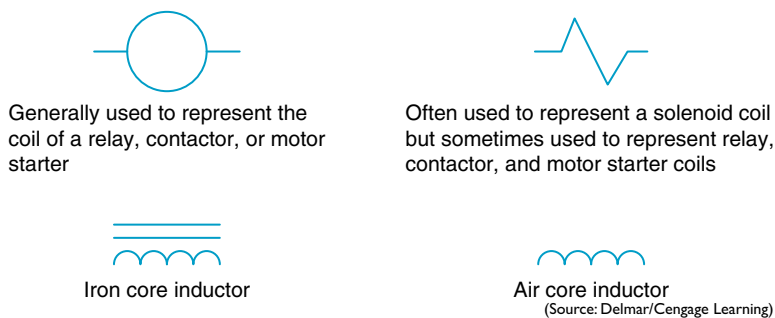 Generally used to represent the
coil of a relay, contactor, or motor
starter
Often used to represent a solenoid coil
but sometimes used to represent relay,
contactor, and motor starter coils
Iron core inductor
Air core inductor
(Source: Delmar/Cengage Learning)